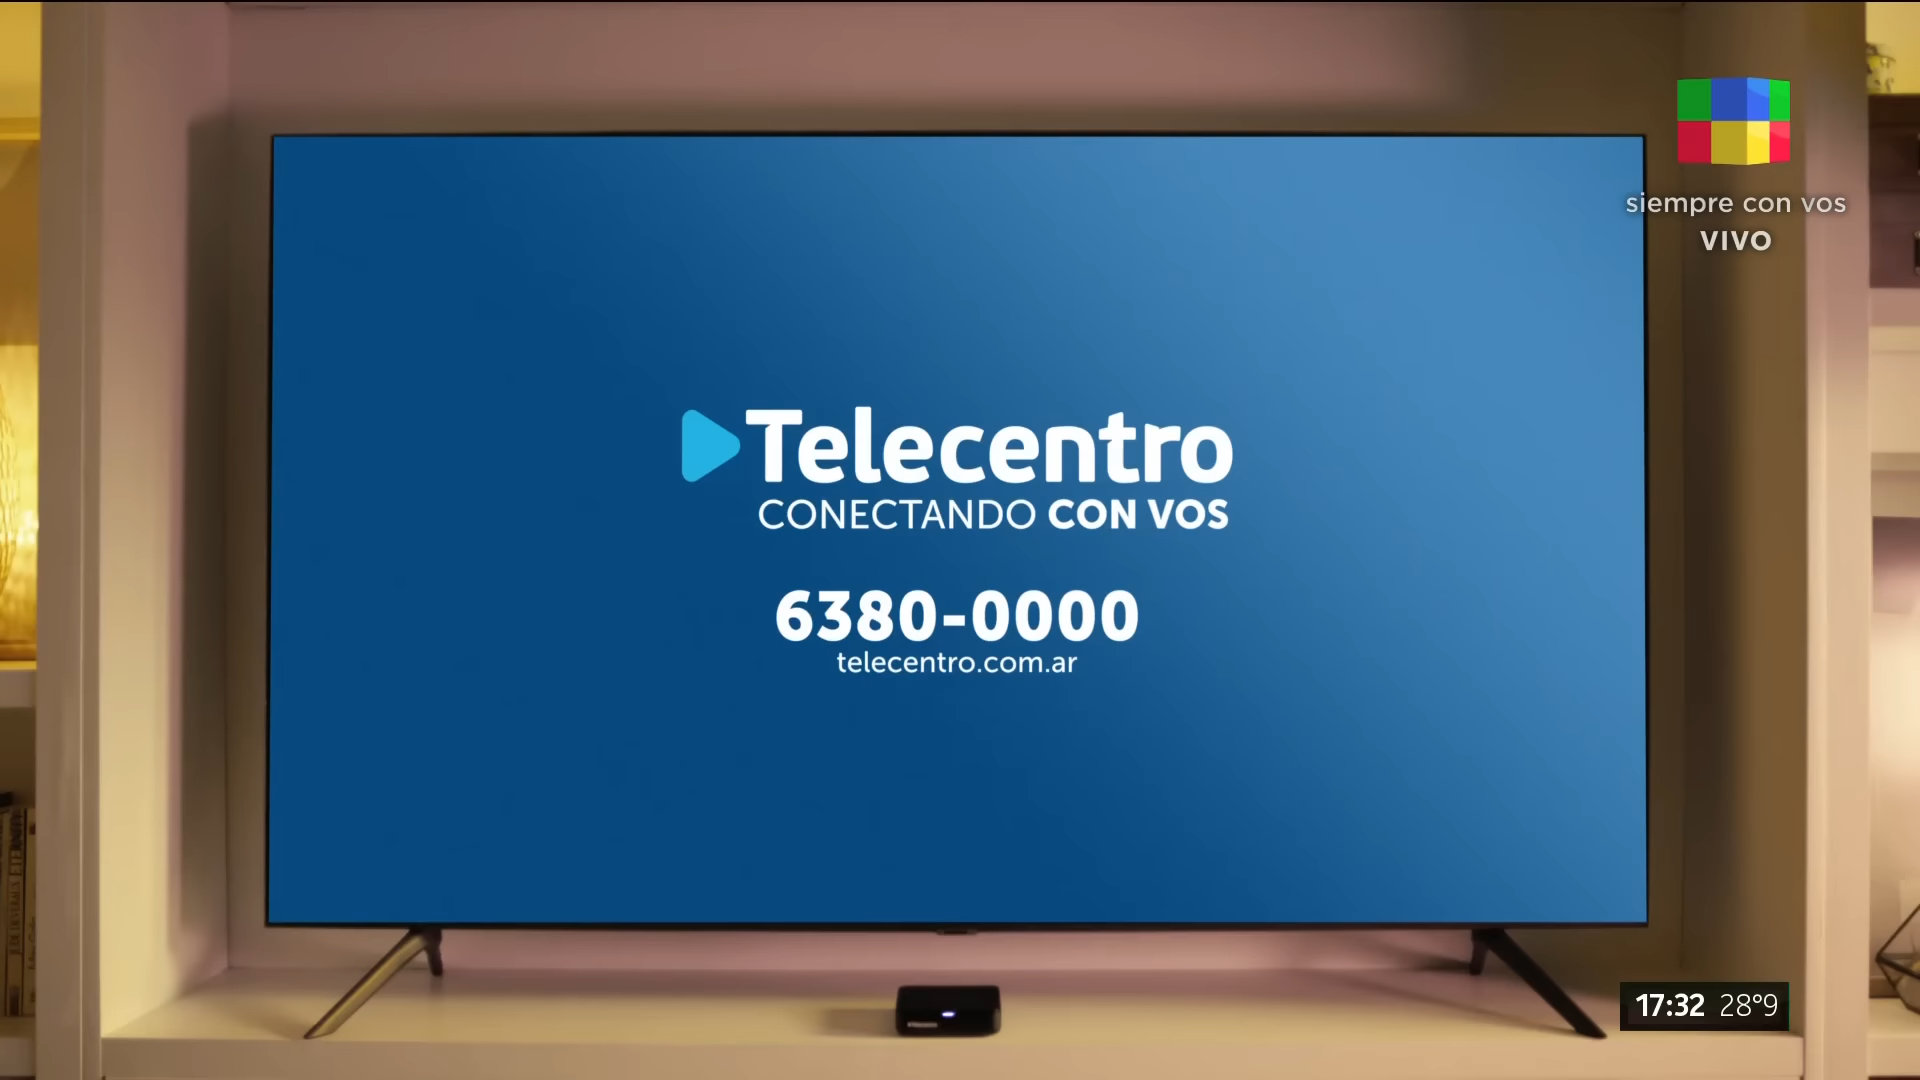 siempre con vos
VIVO
Telecentro
CONECTANDO CON VOS
6380-0000
telecentro.com.ar
17:32 28°9